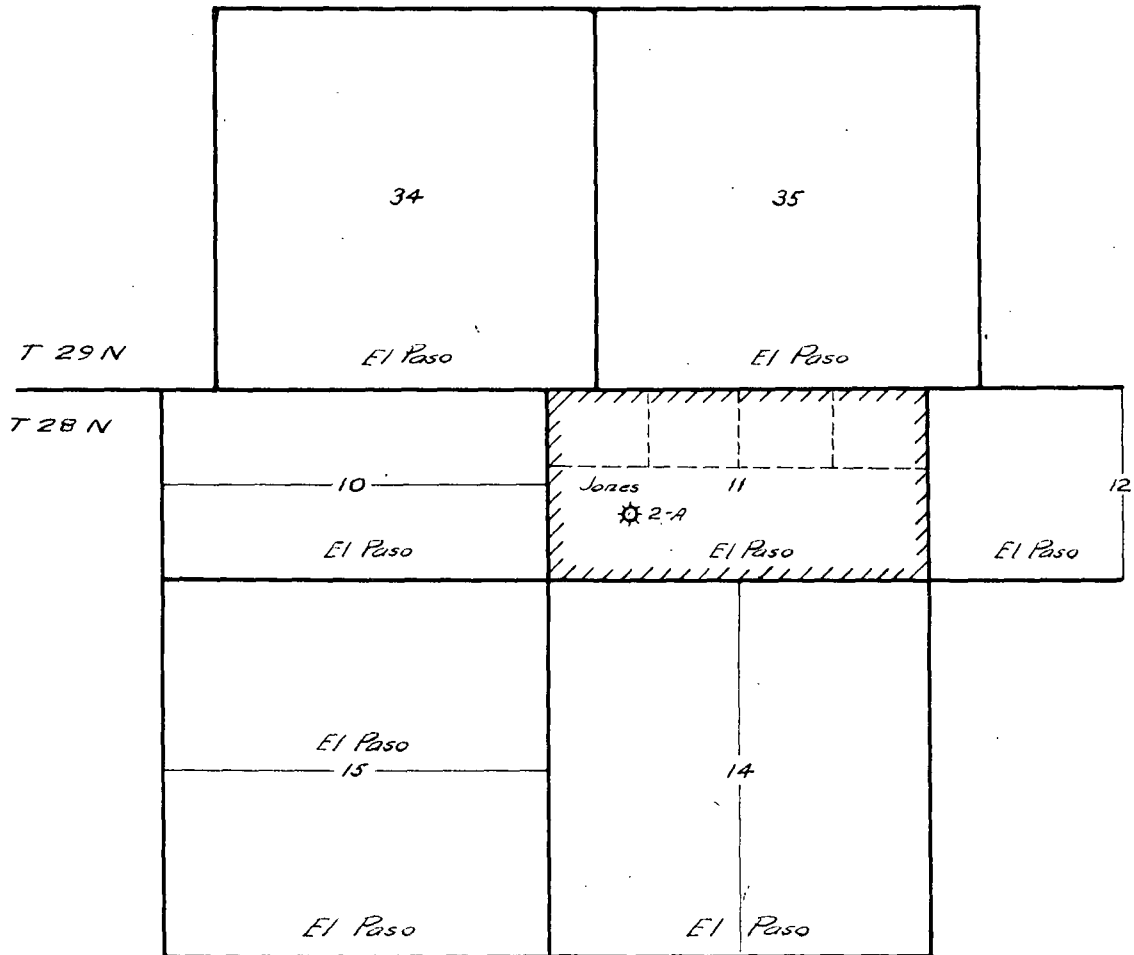 34
35
T 29 N
El Paso
El Paso
T 28 N
10
Jones
11
12
2-A
El Paso
El Paso
El Paso
El Paso
15
14
El Paso
El Paso